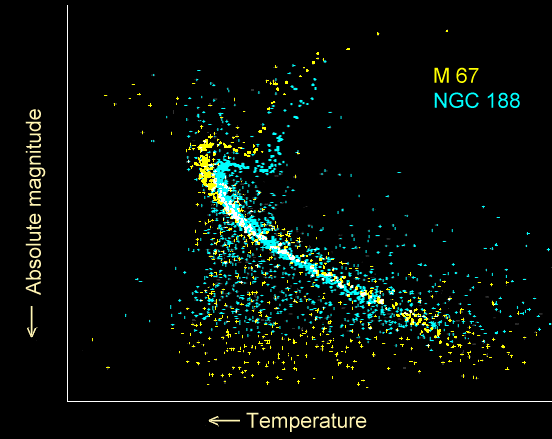 M 67
NGC 188
← Absolute magnitude
← Temperature